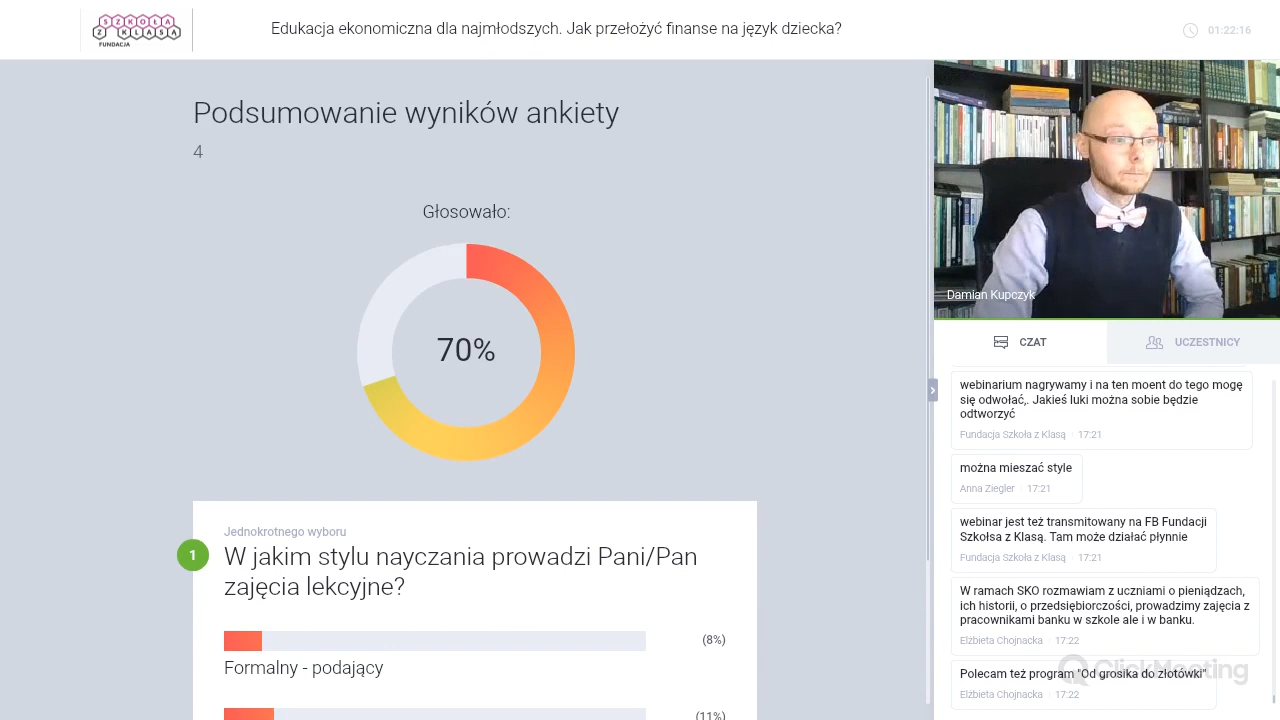 SZKOŁA
Z KLASĄ
FUNDACJA
Edukacja ekonomiczna dla najmłodszych. Jak przełożyć finanse na język dziecka?
01:22:16
Podsumowanie wyników ankiety
4
Głosowało:
70%
Jednokrotnego wyboru
1
W jakim stylu nayczania prowadzi Pani/Pan
zajęcia lekcyjne?
(8%)
Formalny - podający
(11%)
Damian Kupczyk
CZAT
UCZESTNICY
webinarium nagrywamy i na ten moent do tego mogę
się odwołać,. Jakieś luki można sobie będzie
odtworzyć
Fundacja Szkoła z Klasą · 17:21
można mieszać style
Anna Ziegler · 17:21
webinar jest też transmitowany na FB Fundacji
Szkołsa z Klasą. Tam może działać płynnie
Fundacja Szkoła z Klasą · 17:21
W ramach SKO rozmawiam z uczniami o pieniądzach,
ich historii, o przedsiębiorczości, prowadzimy zajęcia z
pracownikami banku w szkole ale i w banku.
Elżbieta Chojnacka · 17:22
Polecam też program "Od grosika do złotówki"
Elżbieta Chojnacka · 17:22
ClickMeeting